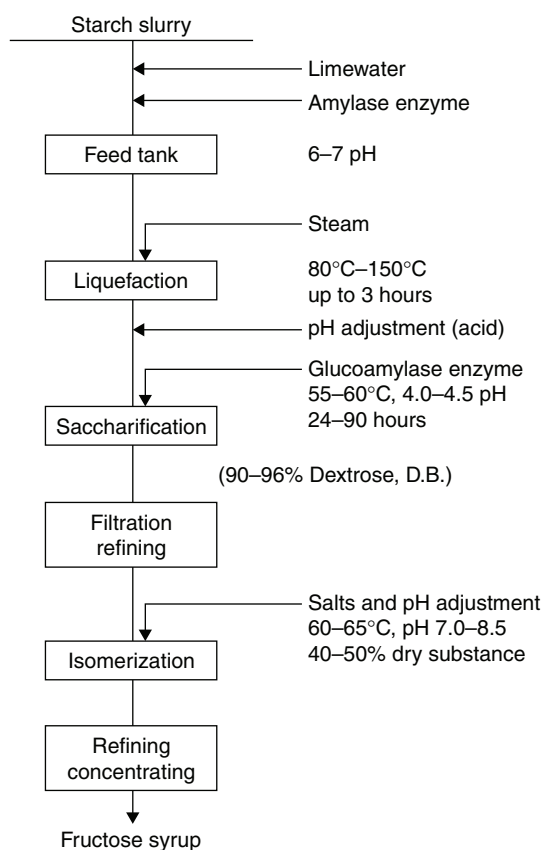 Starch slurry
Limewater
Amylase enzyme
Feed tank
6–7 pH
Steam
Liquefaction
80°C–150°C
up to 3 hours
pH adjustment (acid)
Glucoamylase enzyme
55–60°C, 4.0–4.5 pH
24–90 hours
Saccharification
(90–96% Dextrose, D.B.)
Filtration
refining
Salts and pH adjustment
60–65°C, pH 7.0–8.5
40–50% dry substance
Isomerization
Refining
concentrating
Fructose syrup